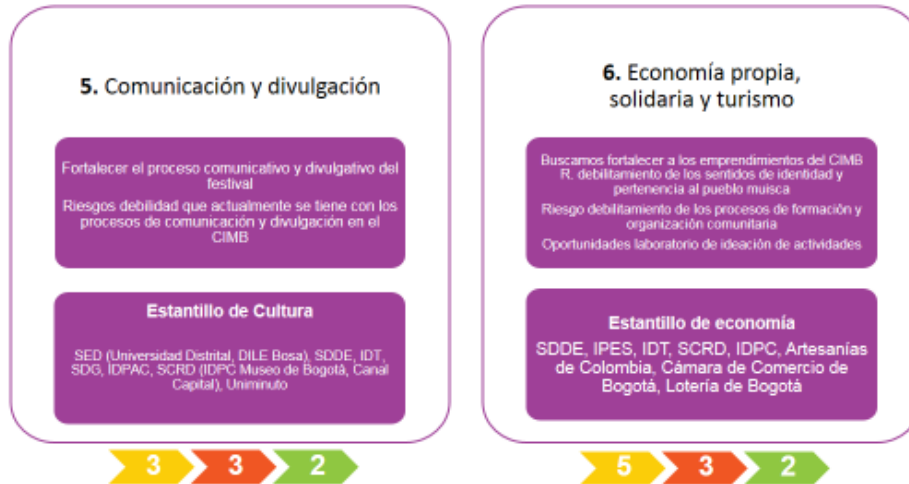 5. Comunicación y divulgación
Fortalecer el proceso comunicativo y divulgativo del
festival
Riesgos debilidad que actualmente se tiene con los
procesos de comunicación y divulgación en el
CIMB
Estantillo de Cultura
SED (Universidad Distrital, DILE Bosa), SDDE, IDT,
SDG, IDPAC, SCRD (IDPC Museo de Bogotá, Canal
Capital), Uniminuto
3 3 2
6. Economía propia,
solidaria y turismo
Buscamos fortalecer a los emprendimientos del CIMB
R. debilitamiento de los sentidos de identidad y
pertenencia al pueblo muisca
Riesgo debilitamiento de los procesos de formación y
organización comunitaria
Oportunidades laboratorio de ideación de actividades
Estantillo de economía
SDDE, IPES, IDT, SCRD, IDPC, Artesanías
de Colombia, Cámara de Comercio de
Bogotá, Lotería de Bogotá
5 3 2